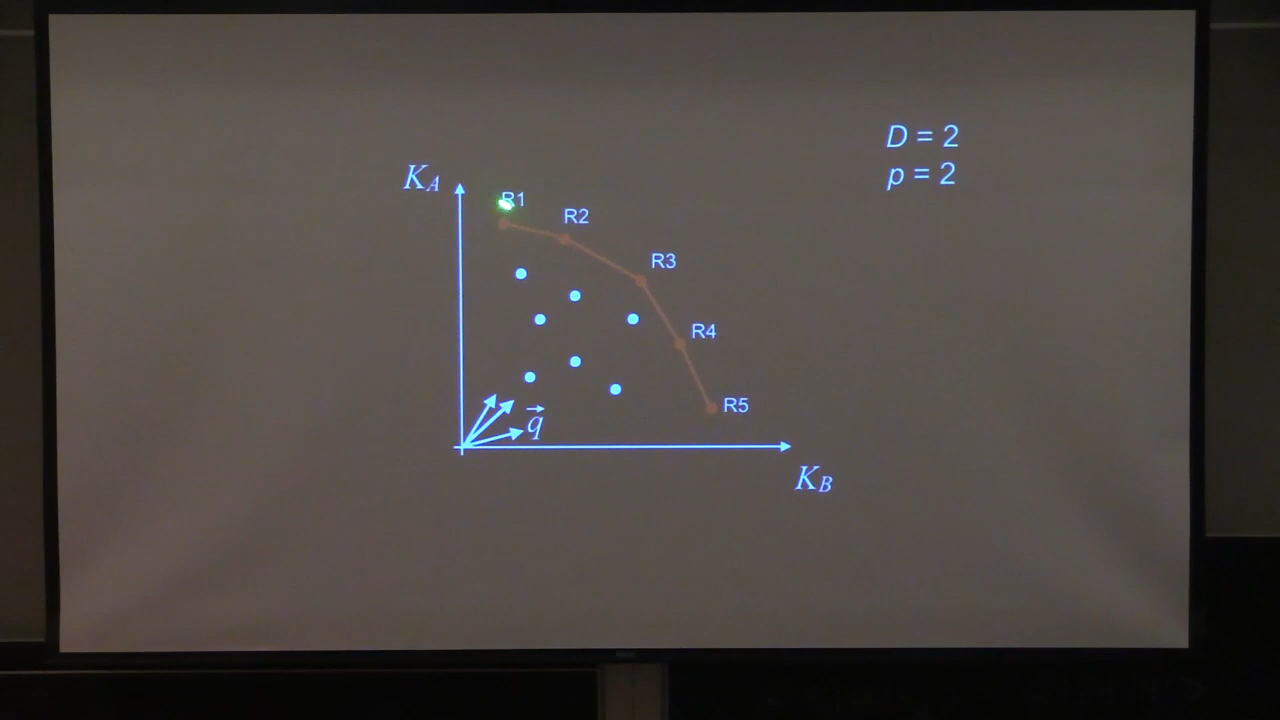 D = 2
p = 2
K_A
R1
R2
R3
R4
R5
q⃗
K_B